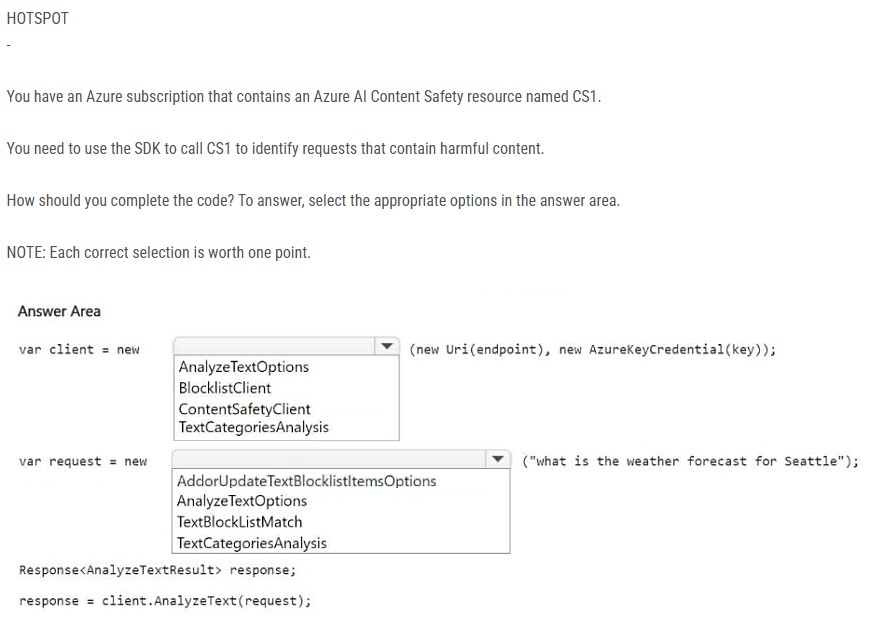 HOTSPOT
-
You have an Azure subscription that contains an Azure AI Content Safety resource named CS1.
You need to use the SDK to call CS1 to identify requests that contain harmful content.
How should you complete the code? To answer, select the appropriate options in the answer area.
NOTE: Each correct selection is worth one point.
Answer Area
var client = new (new Uri(endpoint), new AzureKeyCredential(key));
AnalyzeTextOptions
BlocklistClient
ContentSafetyClient
TextCategoriesAnalysis
var request = new ("what is the weather forecast for Seattle");
AddorUpdateTextBlocklistItemsOptions
AnalyzeTextOptions
TextBlockListMatch
TextCategoriesAnalysis
Response<AnalyzeTextResult> response;
response = client.AnalyzeText(request);